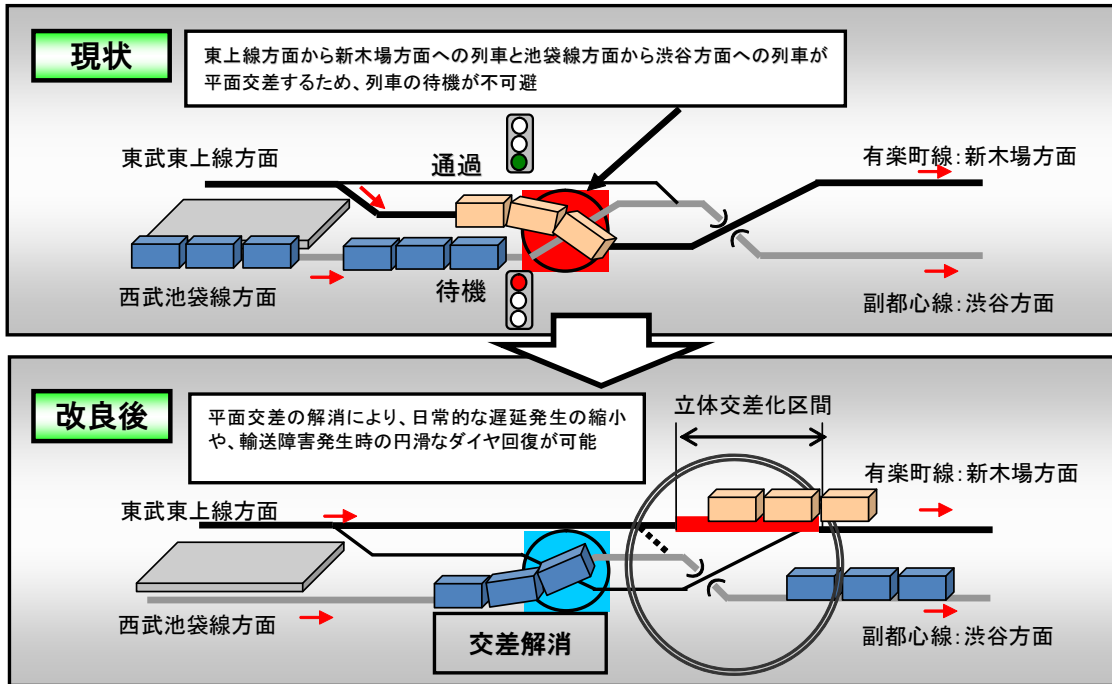 現状
東上線方面から新木場方面への列車と池袋線方面から渋谷方面への列車が
平面交差するため、列車の待機が不可避
東武東上線方面
通過
有楽町線:新木場方面
西武池袋線方面
待機
副都心線:渋谷方面
改良後
平面交差の解消により、日常的な遅延発生の縮小
や、輸送障害発生時の円滑なダイヤ回復が可能
立体交差化区間
有楽町線:新木場方面
東武東上線方面
西武池袋線方面
交差解消
副都心線:渋谷方面